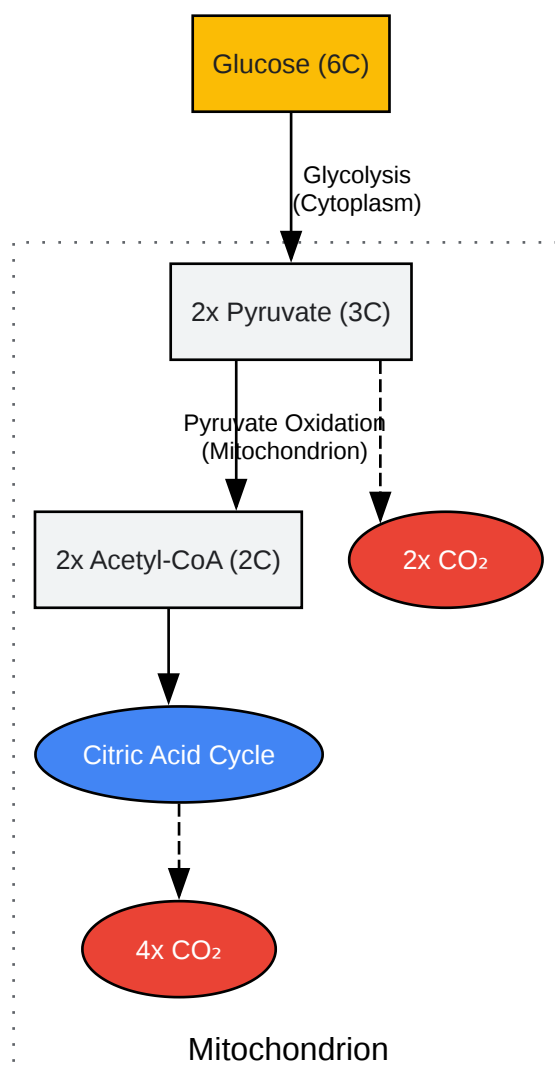 Glucose (6C)
Glycolysis
(Cytoplasm)
2x Pyruvate (3C)
Pyruvate Oxidation
(Mitochondrion)
2x Acetyl-CoA (2C)
2x CO₂
Citric Acid Cycle
4x CO₂
Mitochondrion